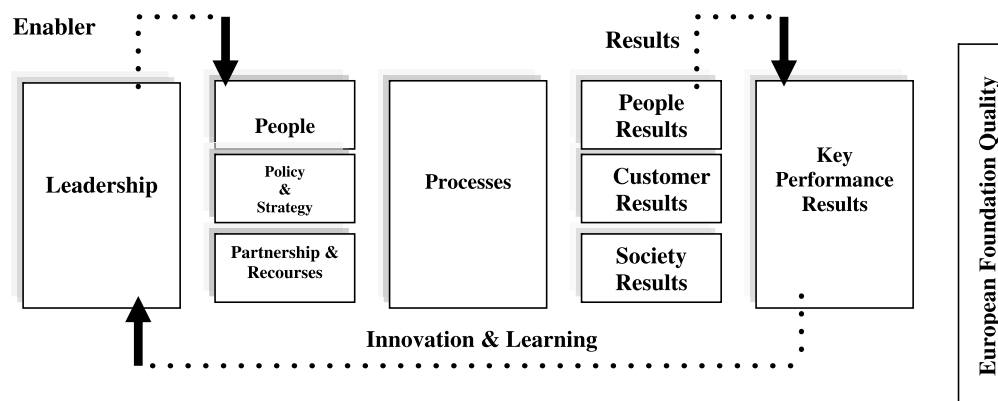 Enabler
Results
Leadership
People
Policy
&
Strategy
Partnership &
Recourses
Processes
People
Results
Customer
Results
Society
Results
Key
Performance
Results
Innovation & Learning
European Foundation Quality